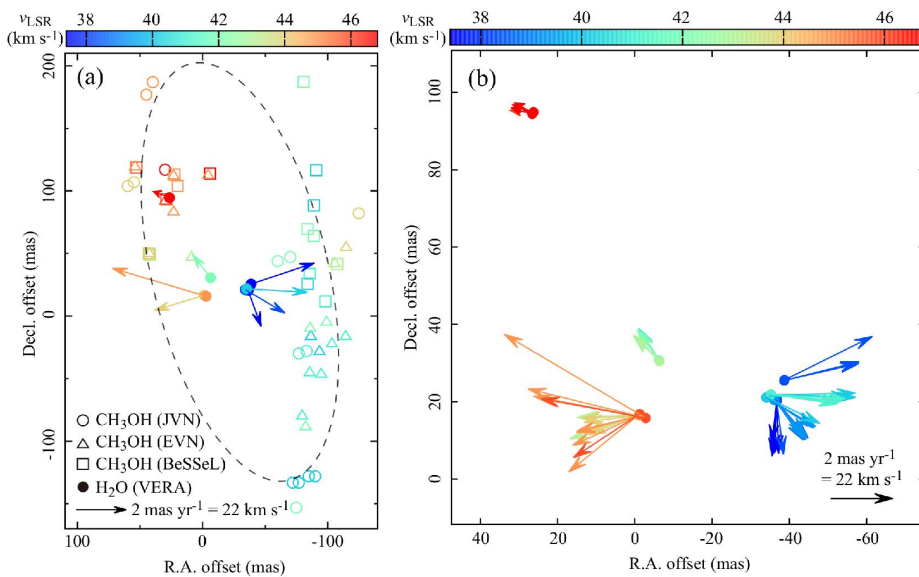 vLSR
(km s-1)
38 40 42 44 46
(a)
200
100
0
-100
Decl. offset (mas)
CH3OH (JVN)
CH3OH (EVN)
CH3OH (BeSSeL)
H2O (VERA)
2 mas yr-1 = 22 km s-1
100 0 -100
R.A. offset (mas)
vLSR
(km s-1)
38 40 42 44 46
(b)
100
80
60
40
20
0
Decl. offset (mas)
2 mas yr-1
= 22 km s-1
40 20 0 -20 -40 -60
R.A. offset (mas)